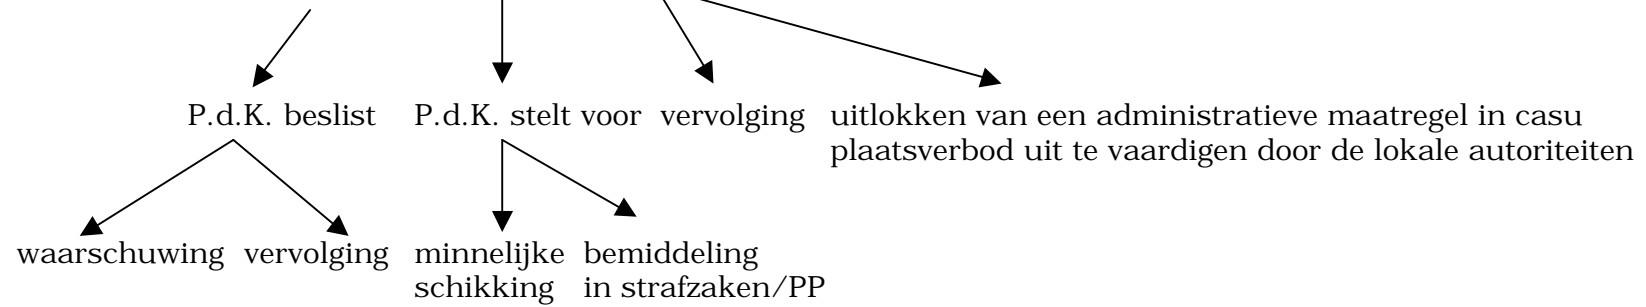 P.d.K. beslist P.d.K. stelt voor vervolging uitlokken van een administratieve maatregel in casu
plaatsverbod uit te vaardigen door de lokale autoriteiten
waarschuwing vervolging minnelijke bemiddeling
schikking in strafzaken/PP